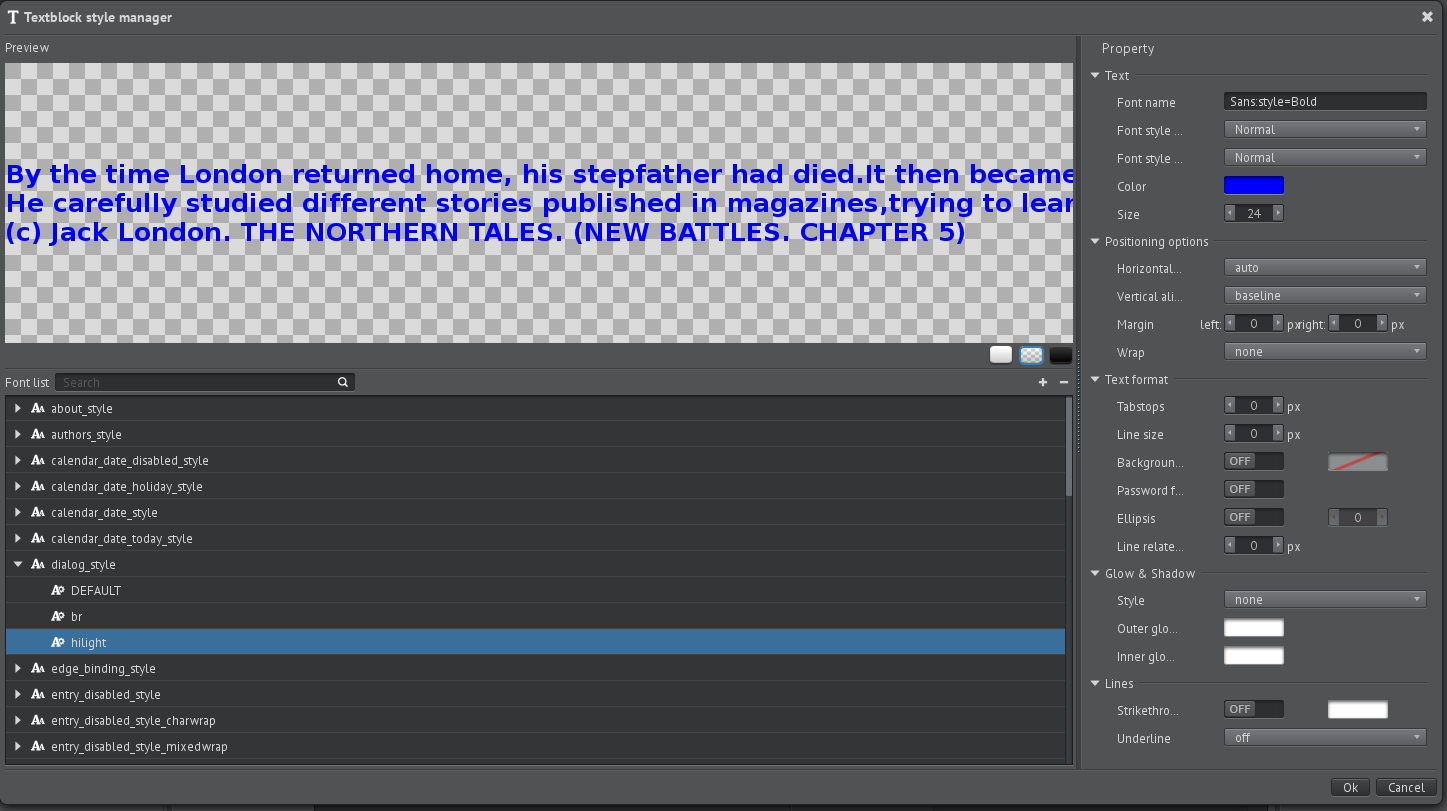 Textblock style manager
Preview
By the time London returned home, his stepfather had died.It then became
He carefully studied different stories published in magazines,trying to lear
(c) Jack London. THE NORTHERN TALES. (NEW BATTLES. CHAPTER 5)
Font list
Search
about_style
authors_style
calendar_date_disabled_style
calendar_date_holiday_style
calendar_date_style
calendar_date_today_style
dialog_style
DEFAULT
br
hilight
edge_binding_style
entry_disabled_style
entry_disabled_style_charwrap
entry_disabled_style_mixedwrap
Property
Text
Font name Sans:style=Bold
Font style ... Normal
Font style ... Normal
Color
Size 24
Positioning options
Horizontal... auto
Vertical ali... baseline
Margin left: 0 px right: 0 px
Wrap none
Text format
Tabstops 0 px
Line size 0 px
Backgroun... OFF
Password f... OFF
Ellipsis OFF 0
Line relate... 0 px
Glow & Shadow
Style none
Outer glo...
Inner glo...
Lines
Strikethro... OFF
Underline off
Ok Cancel